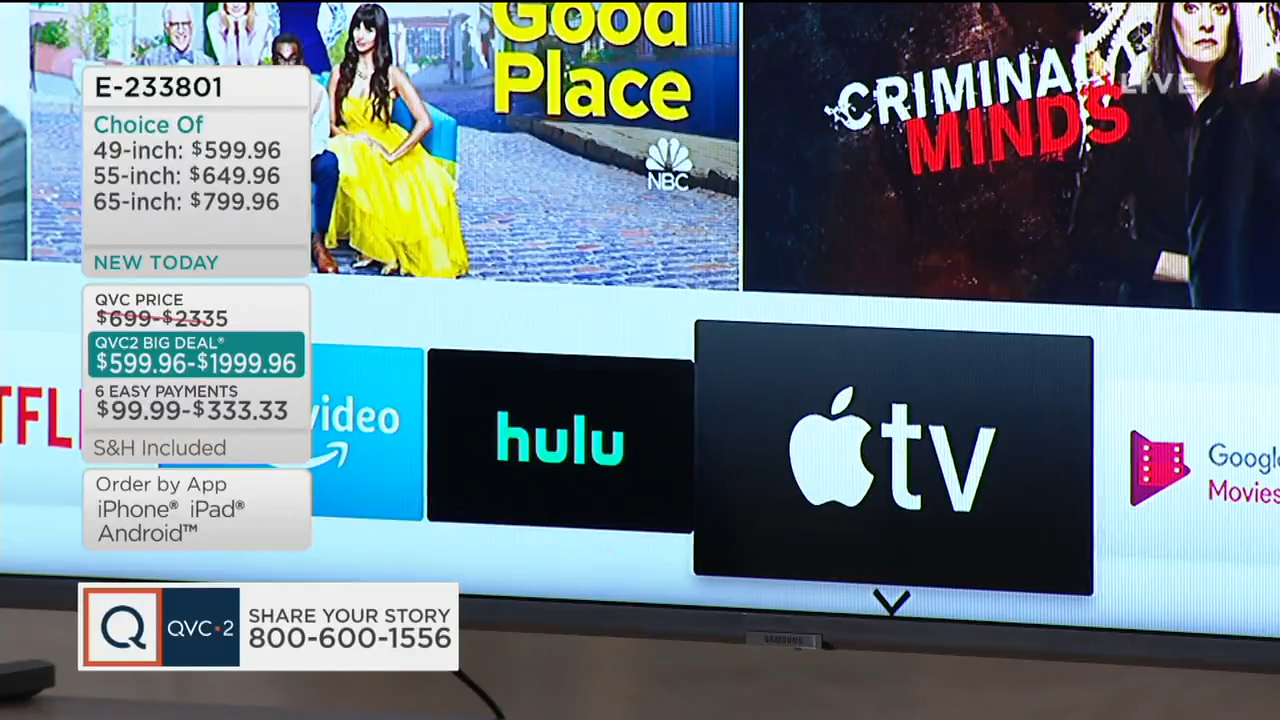 E-233801
Choice Of
49-inch: $599.96
55-inch: $649.96
65-inch: $799.96
NEW TODAY
QVC PRICE
$699-$2335
QVC2 BIG DEAL®
$599.96-$1999.96
6 EASY PAYMENTS
$99.99-$333.33
S&H Included
Order by App
iPhone® iPad®
Android™
Q QVC•2
SHARE YOUR STORY
800-600-1556
Good
Place
NBC
CRIMINAL
MINDS
LIVE
TFL
video
hulu
tv
Googl
Movies
SAMSUNG